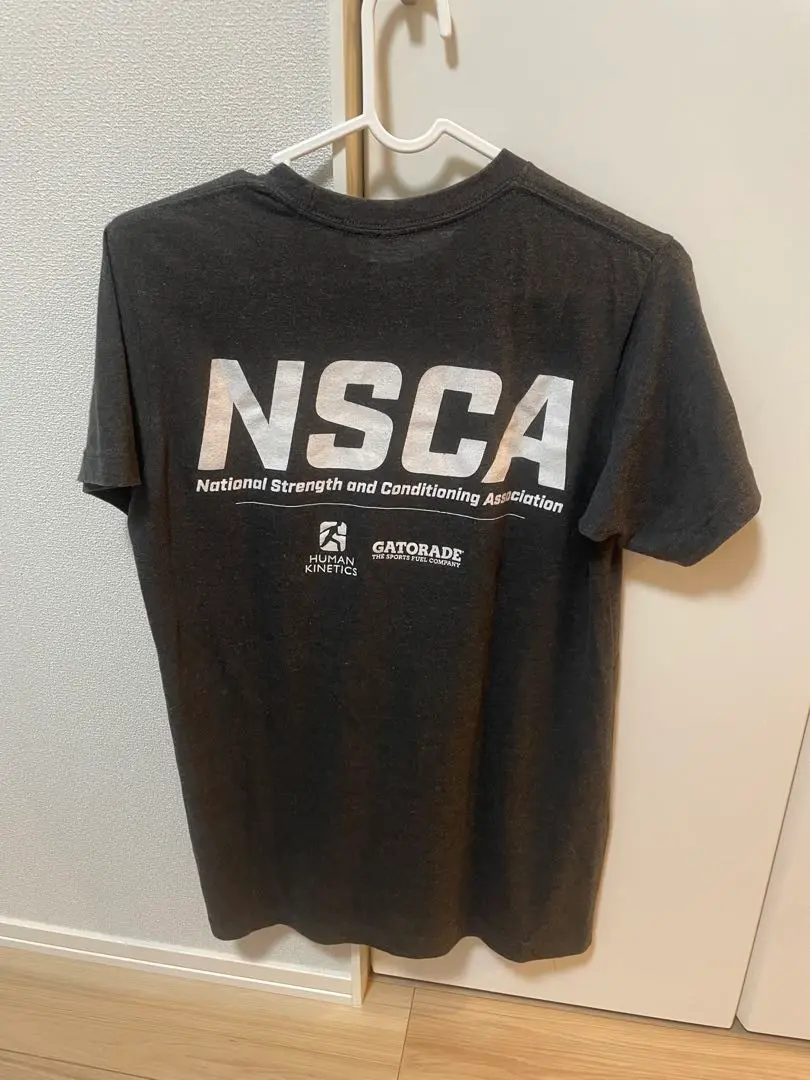 NSCA
National Strength and Conditioning Association
HUMAN
KINETICS
GATORADE
THE SPORTS FUEL COMPANY